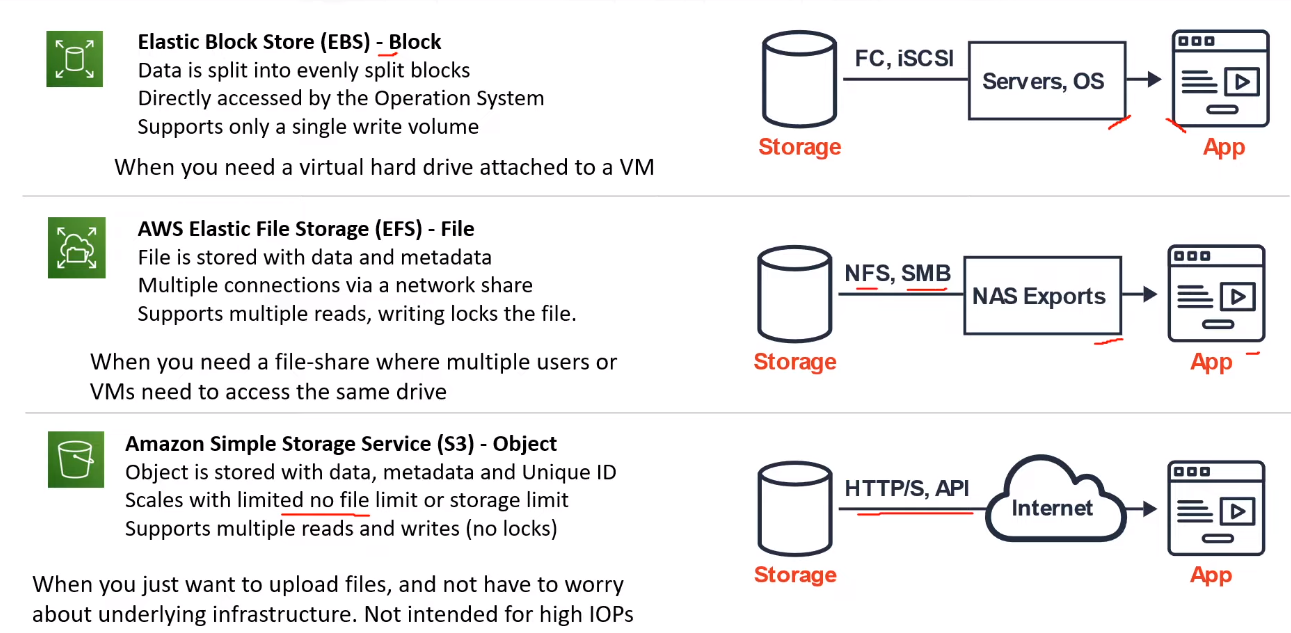 Elastic Block Store (EBS) - Block
Data is split into evenly split blocks
Directly accessed by the Operation System
Supports only a single write volume
When you need a virtual hard drive attached to a VM
FC, iSCSI
Servers, OS
Storage
App
AWS Elastic File Storage (EFS) - File
File is stored with data and metadata
Multiple connections via a network share
Supports multiple reads, writing locks the file.
When you need a file-share where multiple users or
VMs need to access the same drive
NFS, SMB
NAS Exports
Storage
App
Amazon Simple Storage Service (S3) - Object
Object is stored with data, metadata and Unique ID
Scales with limited no file limit or storage limit
Supports multiple reads and writes (no locks)
When you just want to upload files, and not have to worry
about underlying infrastructure. Not intended for high IOPs
HTTP/S, API
Internet
Storage
App